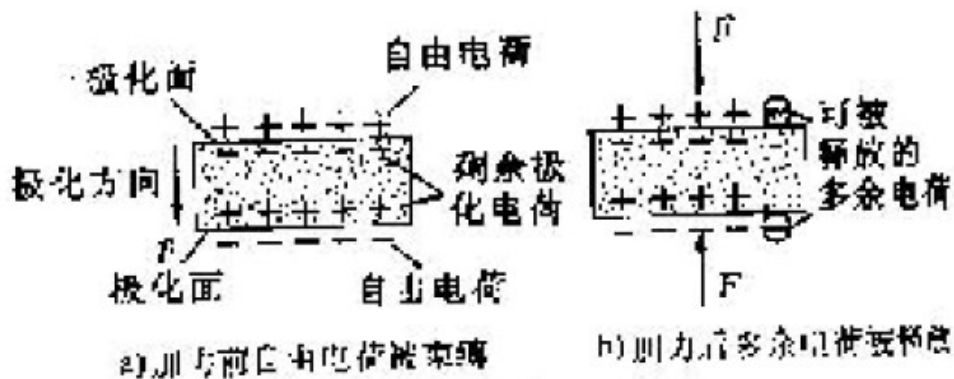 极化面
自由电荷
极化方向
剩余极
化电荷
极化面
自由电荷
a)加力前自由电荷被束缚
可被
释放的
多余电荷
F
b)加力后多余电荷被释放